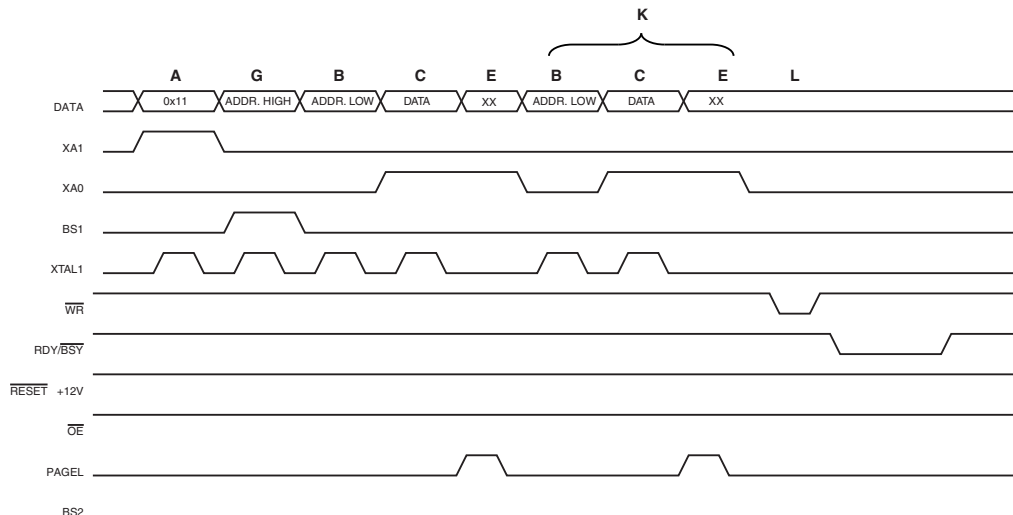 K
A G B C E B C E L
DATA 0x11 ADDR. HIGH ADDR. LOW DATA XX ADDR. LOW DATA XX
XA1
XA0
BS1
XTAL1
WR
RDY/BSY
RESET +12V
OE
PAGEL
BS2